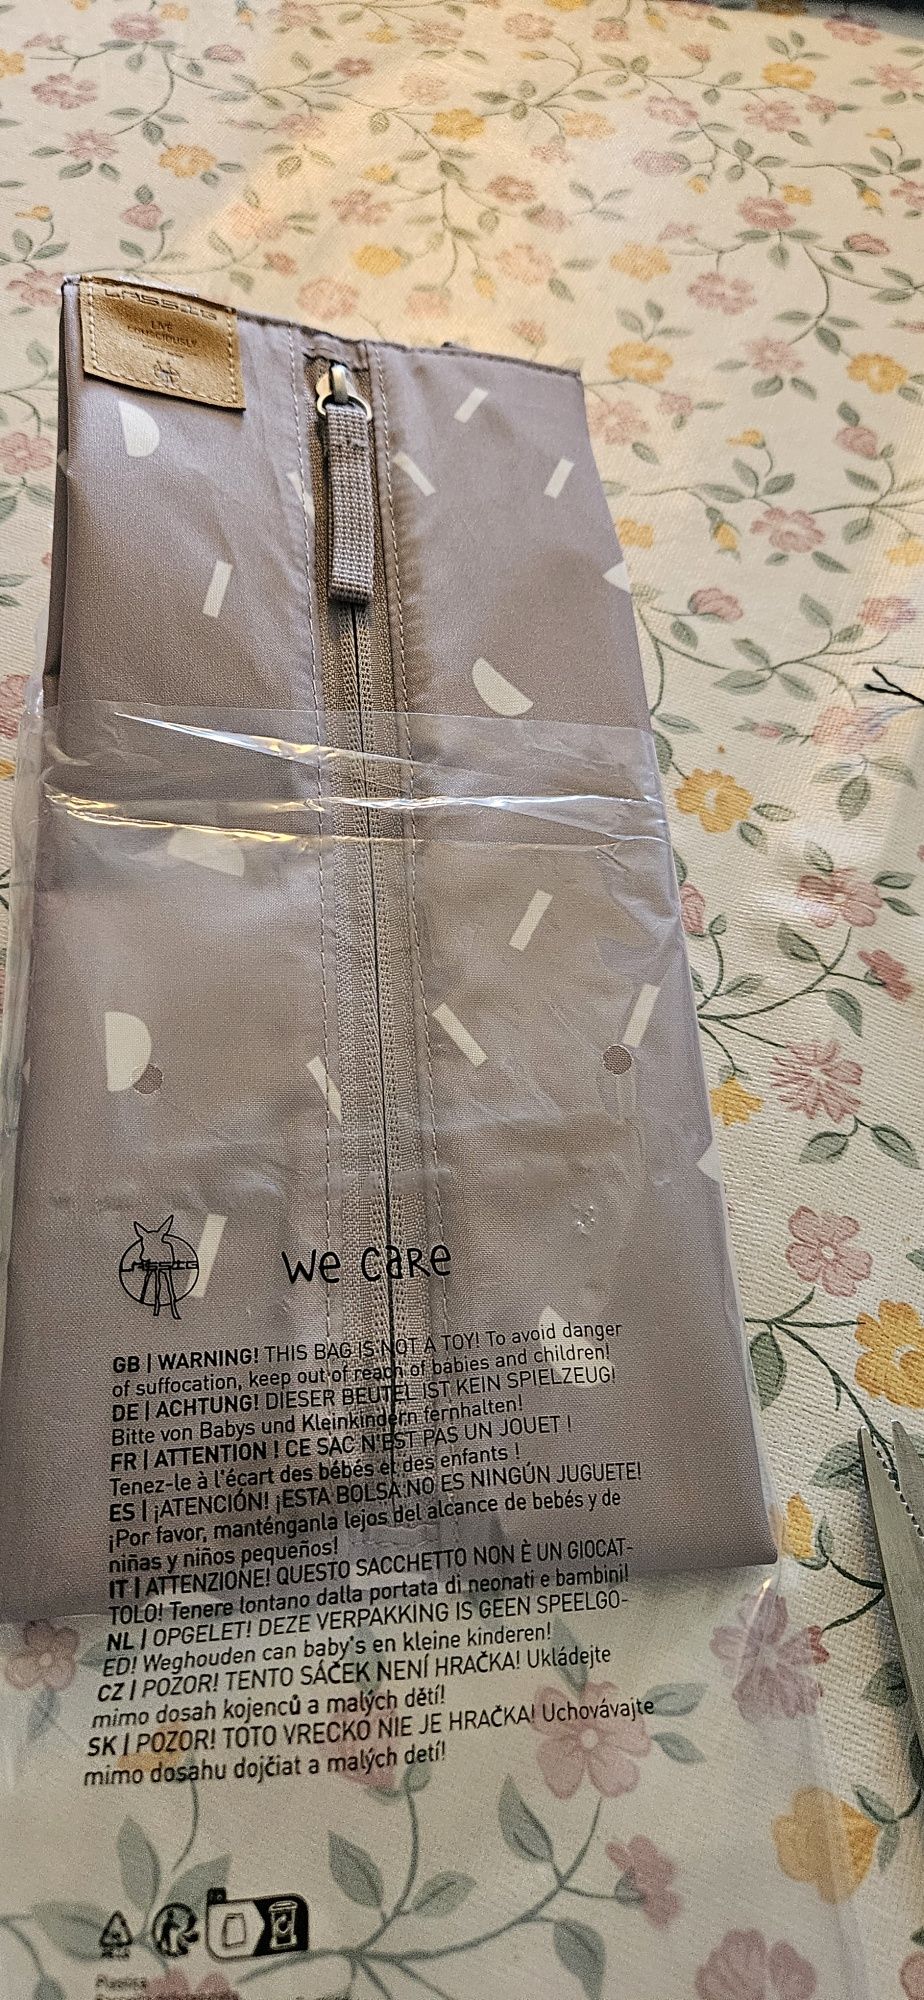 LÄSSIG
LIVE
CONSCIOUSLY
LÄSSIG
We care
GB | WARNING! THIS BAG IS NOT A TOY! To avoid danger
of suffocation, keep out of reach of babies and children!
DE | ACHTUNG! DIESER BEUTEL IST KEIN SPIELZEUG!
Bitte von Babys und Kleinkindern fernhalten!
FR | ATTENTION ! CE SAC N'EST PAS UN JOUET !
Tenez-le à l'écart des bébés et des enfants !
ES | ¡ATENCIÓN! ¡ESTA BOLSA NO ES NINGÚN JUGUETE!
¡Por favor, manténganla lejos del alcance de bebés y de
niñas y niños pequeños!
IT | ATTENZIONE! QUESTO SACCHETTO NON È UN GIOCAT-
TOLO! Tenere lontano dalla portata di neonati e bambini!
NL | OPGELET! DEZE VERPAKKING IS GEEN SPEELGO-
ED! Weghouden can baby's en kleine kinderen!
CZ | POZOR! TENTO SÁČEK NENÍ HRAČKA! Ukládejte
mimo dosah kojenců a malých dětí!
SK | POZOR! TOTO VRECKO NIE JE HRAČKA! Uchovávajte
mimo dosahu dojčiat a malých detí!